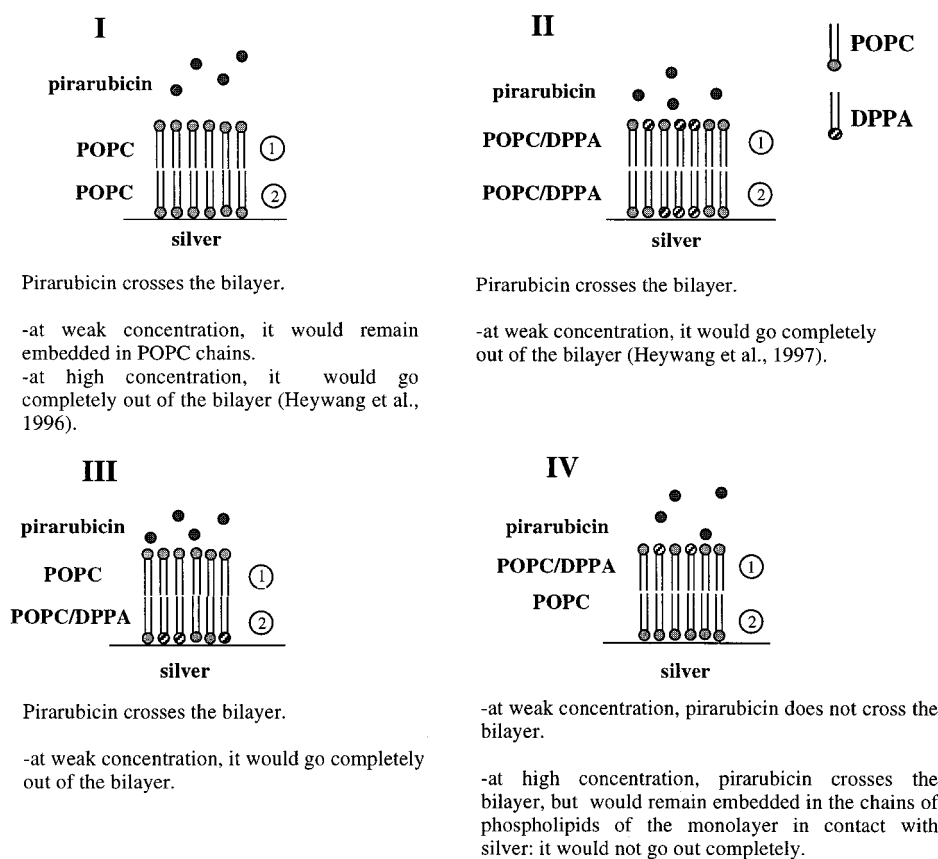 I
pirarubicin
POPC
1
POPC
2
silver
Pirarubicin crosses the bilayer.
-at weak concentration, it would remain
embedded in POPC chains.
-at high concentration, it would go
completely out of the bilayer (Heywang et al.,
1996).
II
pirarubicin
POPC/DPPA
1
POPC/DPPA
2
silver
POPC
DPPA
Pirarubicin crosses the bilayer.
-at weak concentration, it would go completely
out of the bilayer (Heywang et al., 1997).
III
pirarubicin
POPC
1
POPC/DPPA
2
silver
Pirarubicin crosses the bilayer.
-at weak concentration, it would go completely
out of the bilayer.
IV
pirarubicin
POPC/DPPA
1
POPC
2
silver
-at weak concentration, pirarubicin does not cross the
bilayer.
-at high concentration, pirarubicin crosses the
bilayer, but would remain embedded in the chains of
phospholipids of the monolayer in contact with
silver: it would not go out completely.